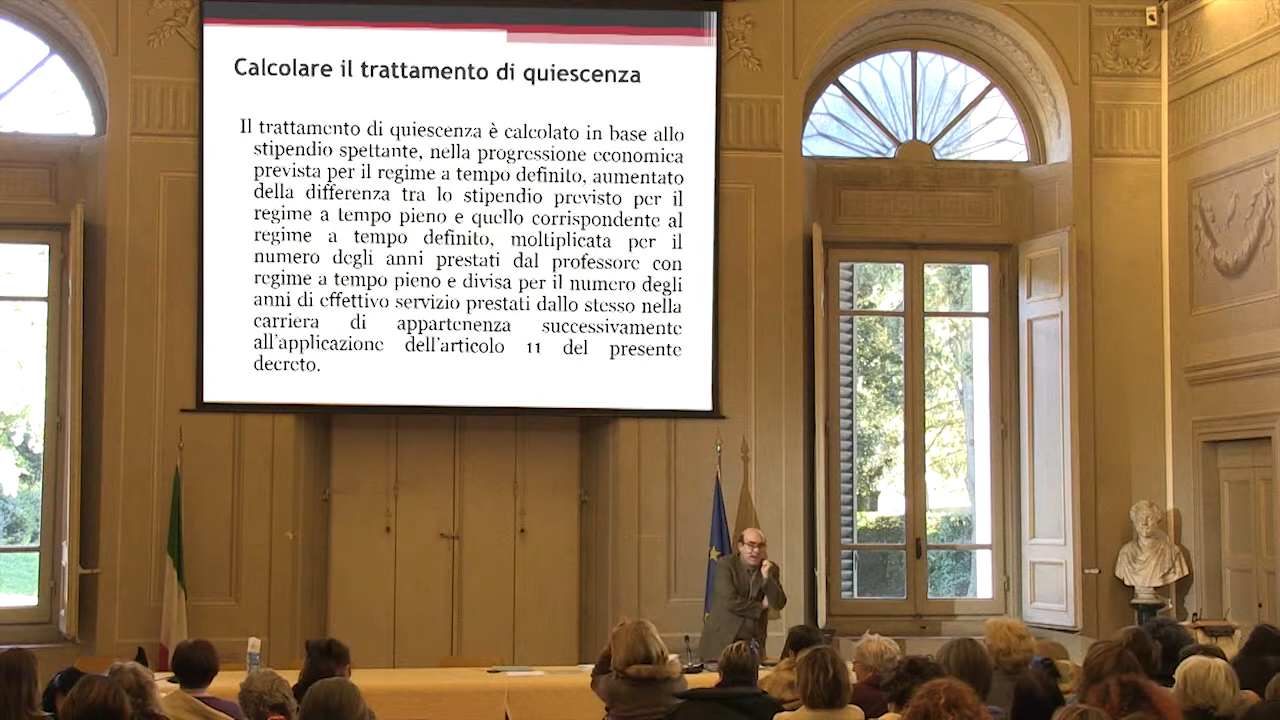 Calcolare il trattamento di quiescenza
Il trattamento di quiescenza è calcolato in base allo
stipendio spettante, nella progressione economica
prevista per il regime a tempo definito, aumentato
della differenza tra lo stipendio previsto per il
regime a tempo pieno e quello corrispondente al
regime a tempo definito, moltiplicata per il
numero degli anni prestati dal professore con
regime a tempo pieno e divisa per il numero degli
anni di effettivo servizio prestati dallo stesso nella
carriera di appartenenza successivamente
all'applicazione dell'articolo 11 del presente
decreto.